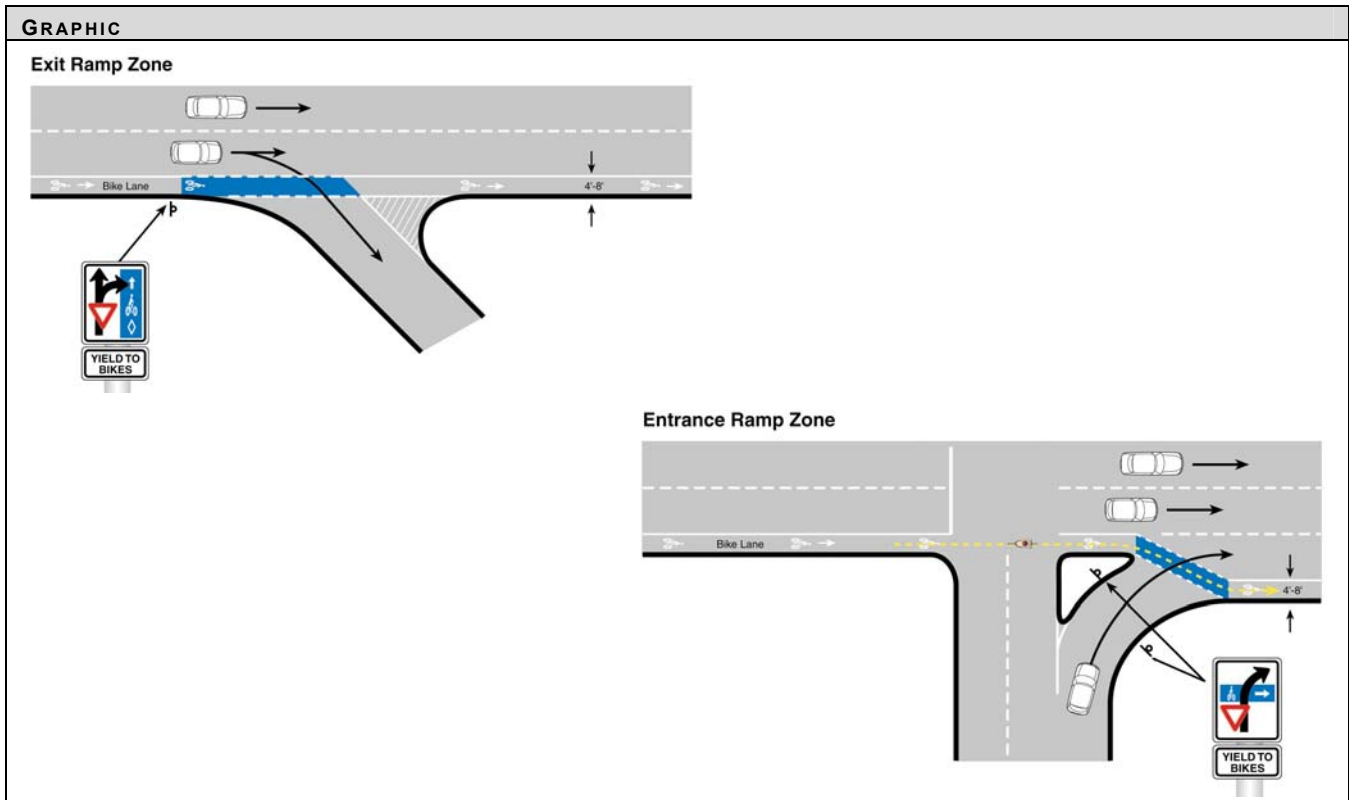 GRAPHIC
Exit Ramp Zone
Bike Lane
4'-8'
YIELD TO
BIKES
Entrance Ramp Zone
Bike Lane
4'-8'
YIELD TO
BIKES